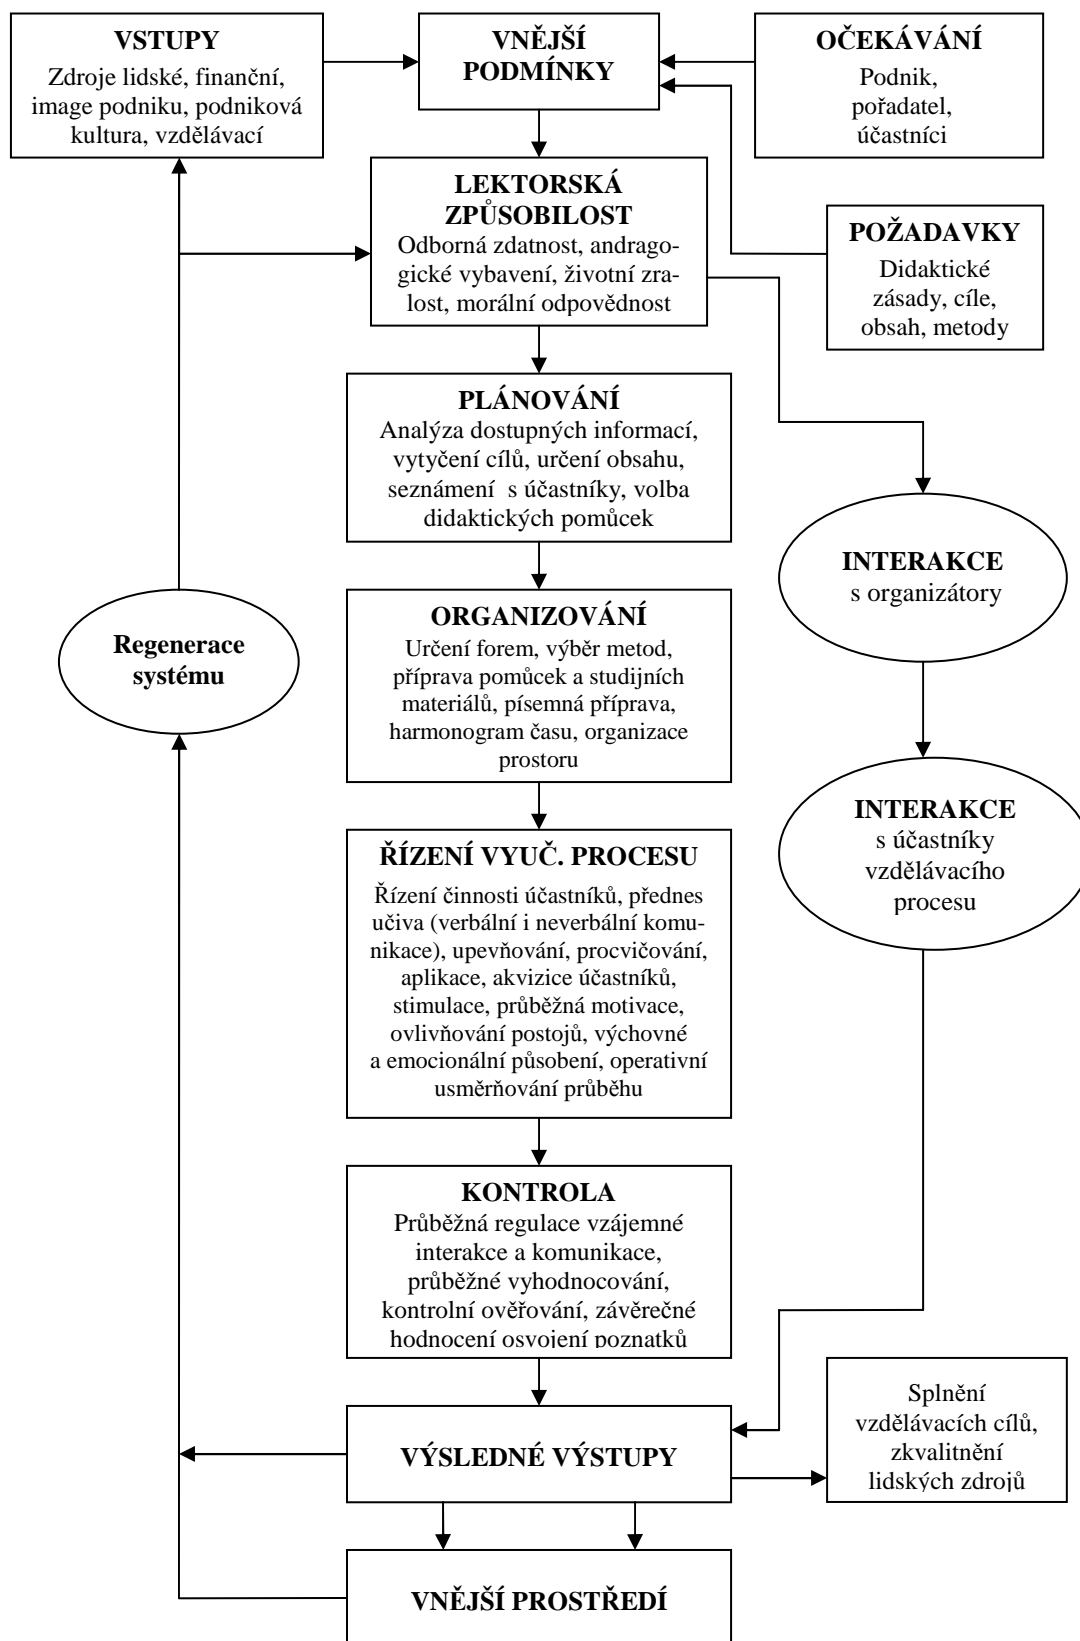 VSTUPY
Zdroje lidské, finanční,
image podniku, podniková
kultura, vzdělávací
VNĚJŠÍ
PODMÍNKY
OČEKÁVÁNÍ
Podnik,
pořadatel,
účastníci
LEKTORSKÁ
ZPŮSOBILOST
Odborná zdatnost, andrago-
gické vybavení, životní zra-
lost, morální odpovědnost
POŽADAVKY
Didaktické
zásady, cíle,
obsah, metody
PLÁNOVÁNÍ
Analýza dostupných informací,
vytyčení cílů, určení obsahu,
seznámení s účastníky, volba
didaktických pomůcek
INTERAKCE
s organizátory
ORGANIZOVÁNÍ
Určení forem, výběr metod,
příprava pomůcek a studijních
materiálů, písemná příprava,
harmonogram času, organizace
prostoru
Regenerace
systému
INTERAKCE
s účastníky
vzdělávacího
procesu
ŘÍZENÍ VYUČ. PROCESU
Řízení činnosti účastníků, přednes
učiva (verbální i neverbální komu-
nikace), upevňování, procvičování,
aplikace, akvizice účastníků,
stimulace, průběžná motivace,
ovlivňování postojů, výchovné
a emocionální působení, operativní
usměrňování průběhu
KONTROLA
Průběžná regulace vzájemné
interakce a komunikace,
průběžné vyhodnocování,
kontrolní ověřování, závěrečné
hodnocení osvojení poznatků
Splnění
vzdělávacích cílů,
zkvalitnění
lidských zdrojů
VÝSLEDNÉ VÝSTUPY
VNĚJŠÍ PROSTŘEDÍ